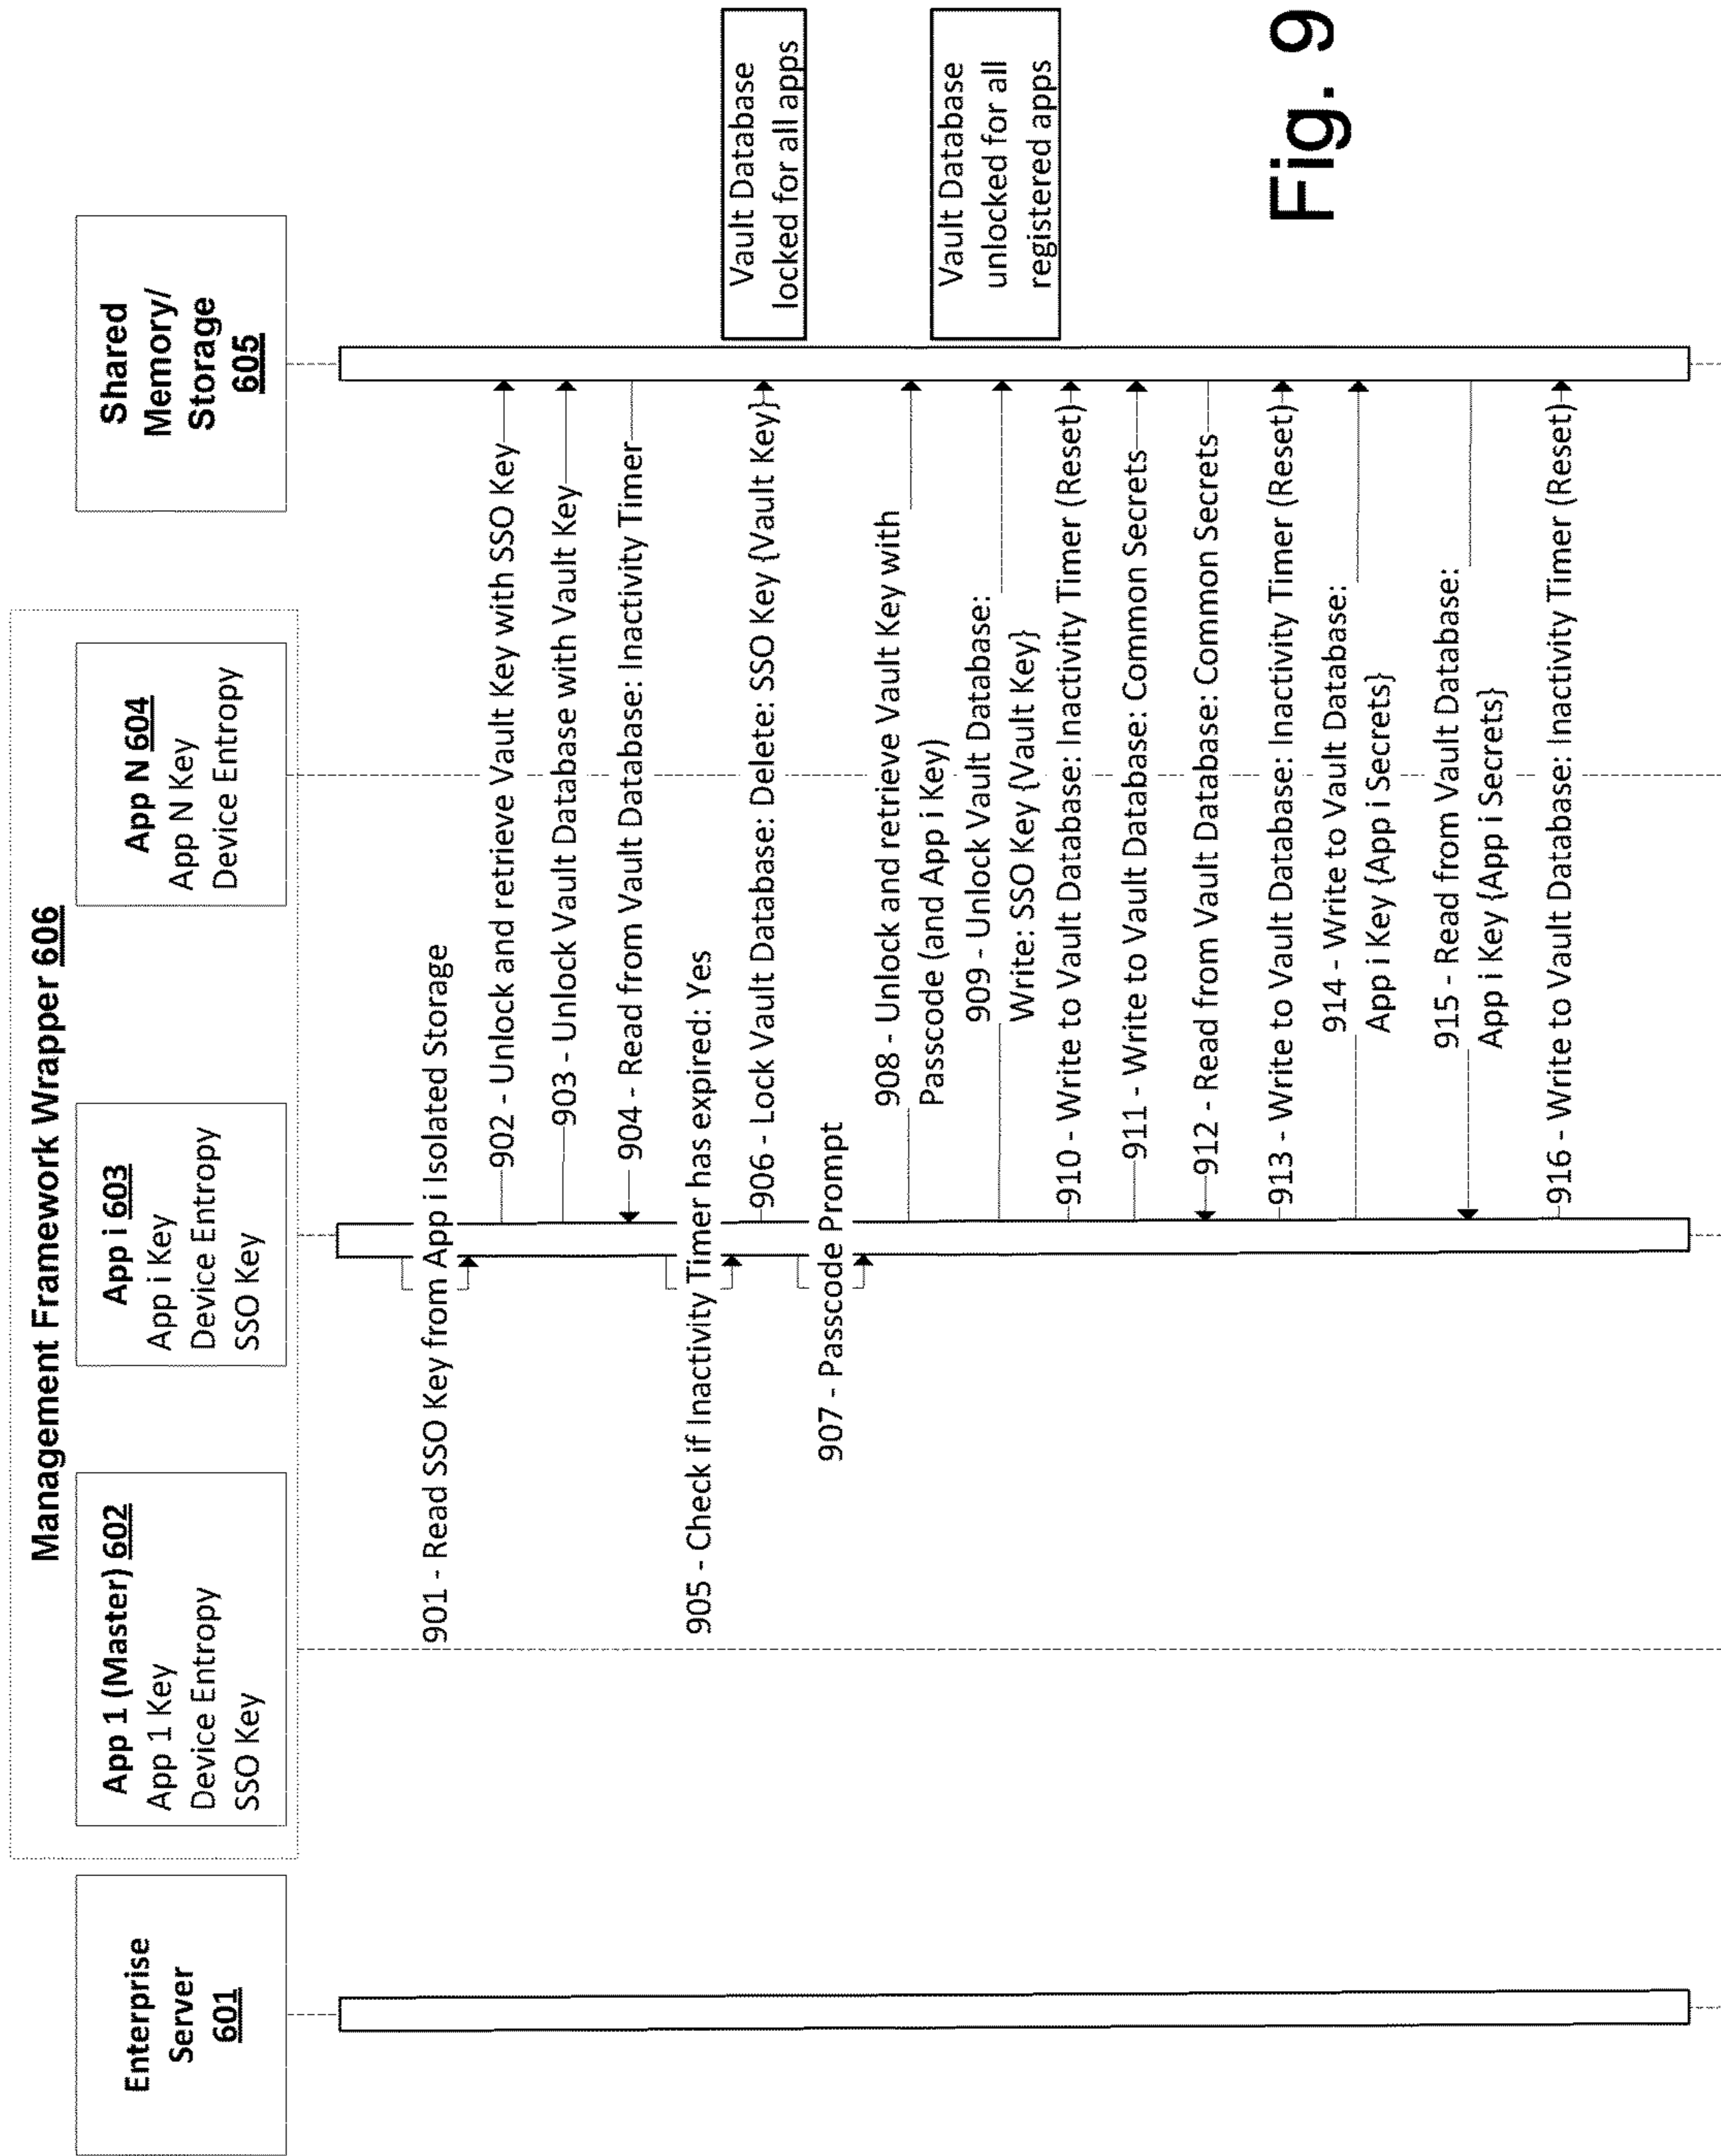 Management Framework Wrapper 606
Enterprise
Server
601
App 1 (Master) 602
App 1 Key
Device Entropy
SSO Key
App i 603
App i Key
Device Entropy
SSO Key
App N 604
App N Key
Device Entropy
Shared
Memory/
Storage
605
901 - Read SSO Key from App i Isolated Storage
902 - Unlock and retrieve Vault Key with SSO Key
903 - Unlock Vault Database with Vault Key
904 - Read from Vault Database: Inactivity Timer
905 - Check if Inactivity Timer has expired: Yes
906 - Lock Vault Database: Delete: SSO Key {Vault Key}
Vault Database
locked for all apps
907 - Passcode Prompt
908 - Unlock and retrieve Vault Key with
Passcode (and App i Key)
909 - Unlock Vault Database:
Write: SSO Key {Vault Key}
Vault Database
unlocked for all
registered apps
910 - Write to Vault Database: Inactivity Timer (Reset)
911 - Write to Vault Database: Common Secrets
912 - Read from Vault Database: Common Secrets
913 - Write to Vault Database: Inactivity Timer (Reset)
914 - Write to Vault Database:
App i Key {App i Secrets}
915 - Read from Vault Database:
App i Key {App i Secrets}
916 - Write to Vault Database: Inactivity Timer (Reset)
Fig. 9